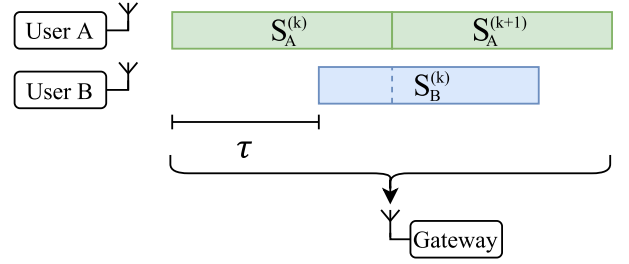 User A
S_A^(k)
S_A^(k+1)
User B
S_B^(k)
τ
Gateway